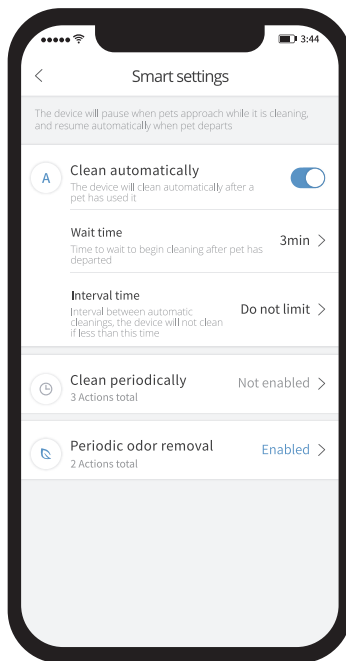 3:44
Smart settings
The device will pause when pets approach while it is cleaning,
and resume automatically when pet departs
A
Clean automatically
The device will clean automatically after a
pet has used it
Wait time
Time to wait to begin cleaning after pet has
departed
3min
Interval time
Interval between automatic
cleanings, the device will not clean
if less than this time
Do not limit
Clean periodically
3 Actions total
Not enabled
Periodic odor removal
2 Actions total
Enabled